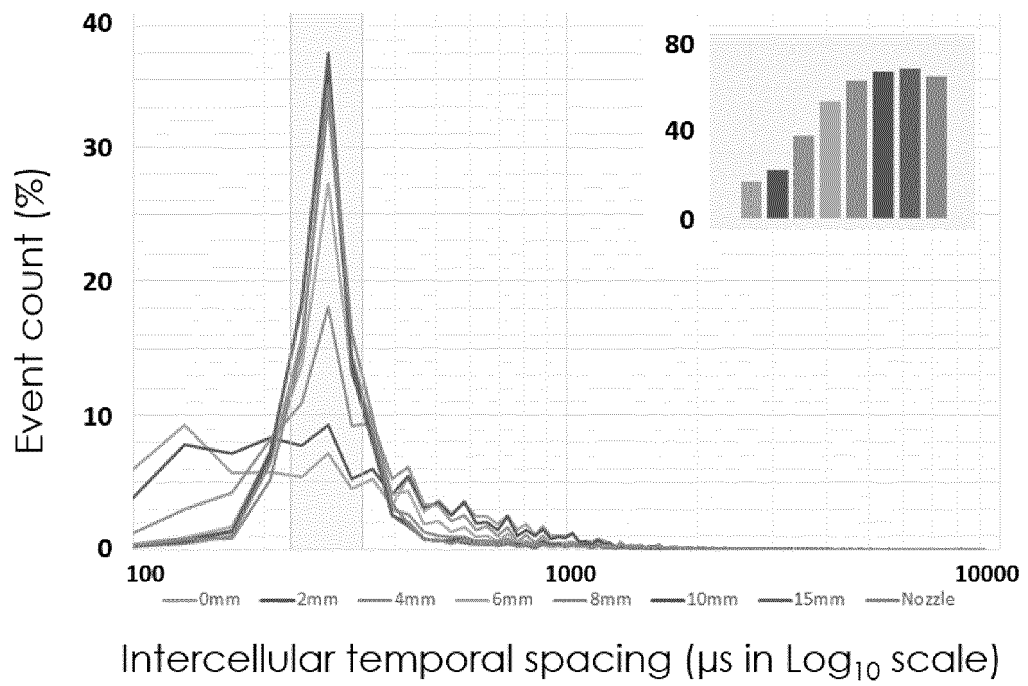 40
30
20
10
0
Event count (%)
80
40
0
100 1000 10000
0mm 2mm 4mm 6mm 8mm 10mm 15mm Nozzle
Intercellular temporal spacing (µs in Log₁₀ scale)